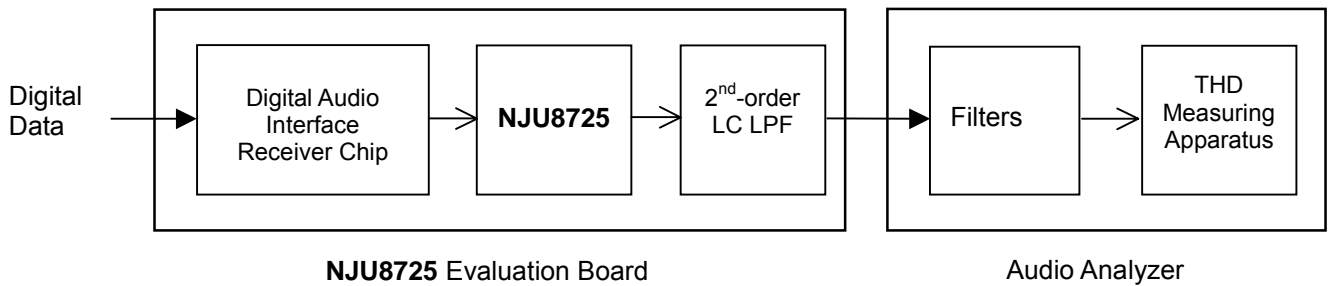 Digital
Data
Digital Audio
Interface
Receiver Chip
NJU8725
2nd-order
LC LPF
Filters
THD
Measuring
Apparatus
NJU8725 Evaluation Board
Audio Analyzer